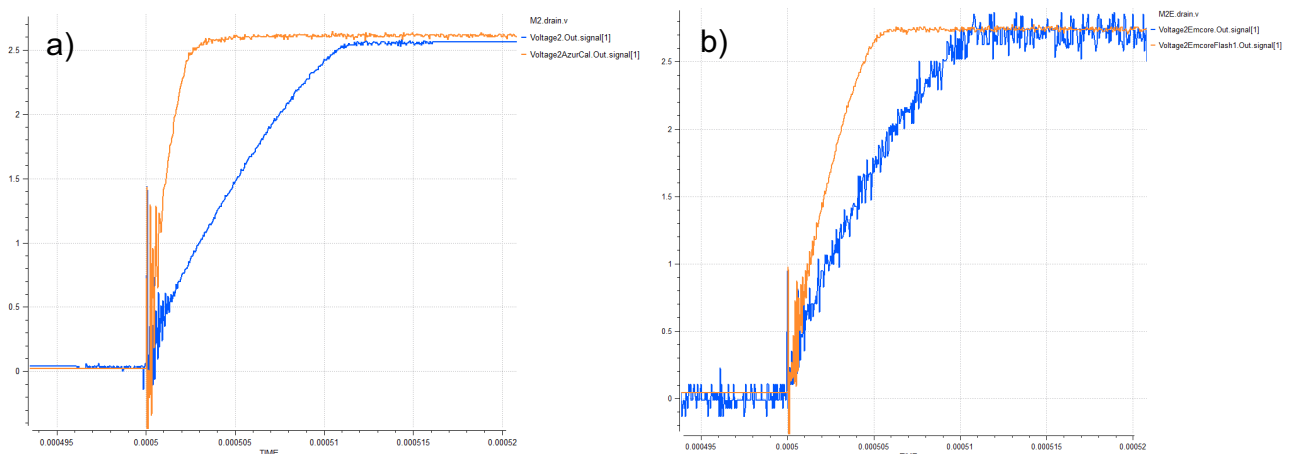 a)
M2.drain.v
Voltage2.Out.signal[1]
Voltage2AzurCal.Out.signal[1]
2.5
2
1.5
1
0.5
0
0.000495
0.0005
0.000505
0.00051
0.000515
0.00052
TIME
b)
M2E.drain.v
Voltage2Emcore.Out.signal[1]
Voltage2EmcoreFlash1.Out.signal[1]
2.5
2
1.5
1
0.5
0
0.000495
0.0005
0.000505
0.00051
0.000515
0.00052
TIME